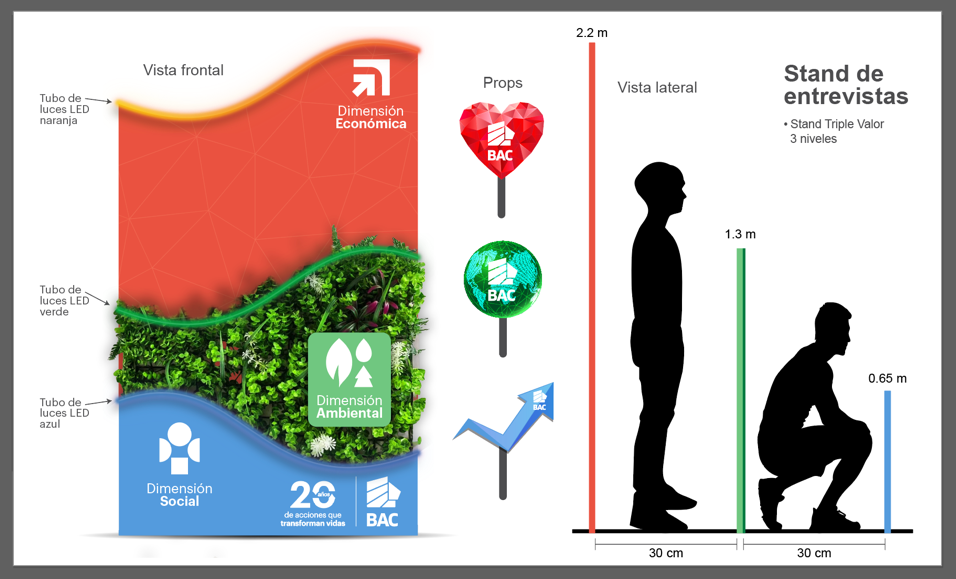 Vista frontal
Tubo de
luces LED
naranja
Dimensión
Económica
Tubo de
luces LED
verde
Dimensión
Ambiental
Tubo de
luces LED
azul
Dimensión
Social
20 años
de acciones que
transforman vidas
BAC
Props
BAC
BAC
BAC
2.2 m
Vista lateral
1.3 m
0.65 m
30 cm
30 cm
Stand de
entrevistas
• Stand Triple Valor
3 niveles